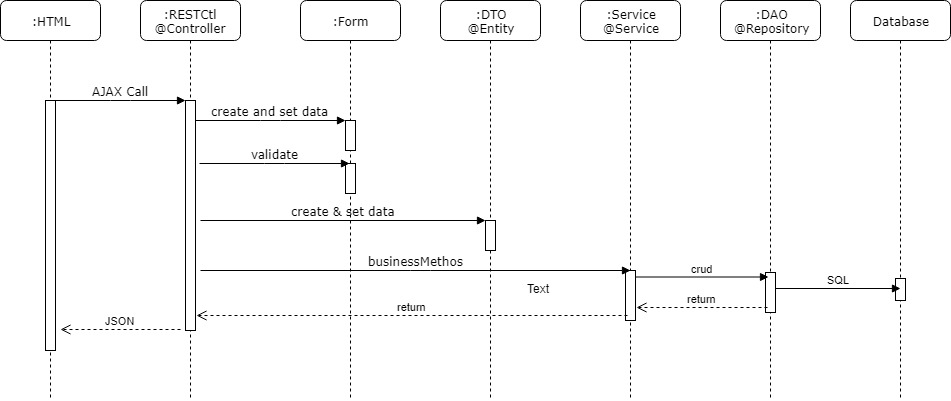 :HTML
:RESTCtl
@Controller
:Form
:DTO
@Entity
:Service
@Service
:DAO
@Repository
Database
AJAX Call
create and set data
validate
create & set data
businessMethos
crud
Text
SQL
return
return
JSON